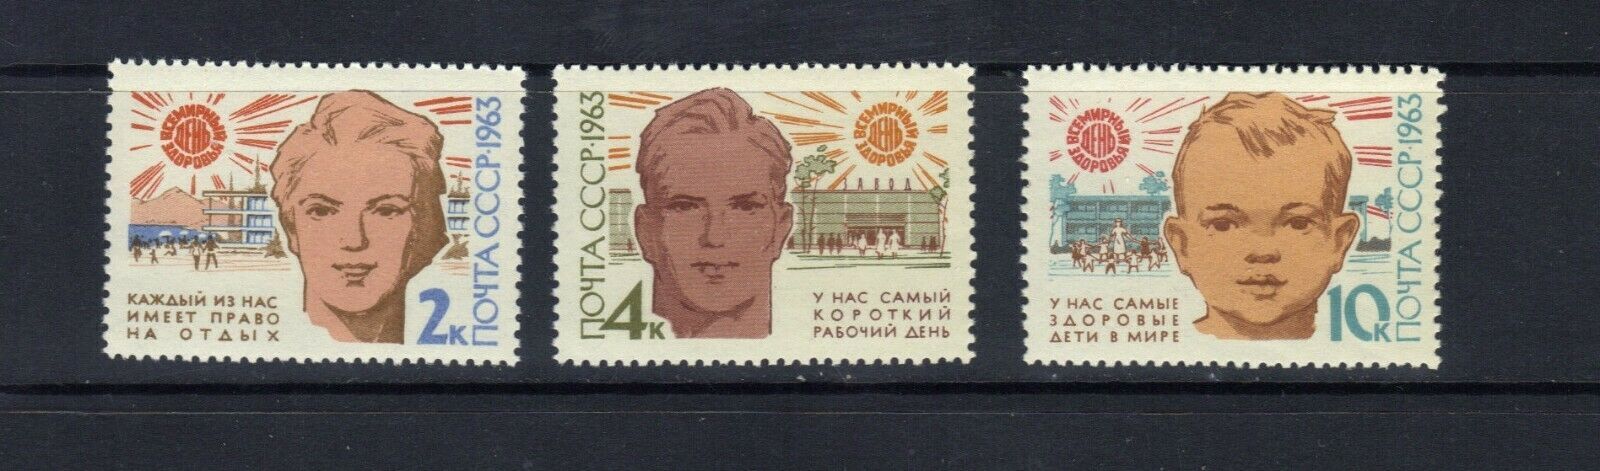 ВСЕМИРНЫЙ
ДЕНЬ
ЗДОРОВЬЯ
КАЖДЫЙ ИЗ НАС
ИМЕЕТ ПРАВО
НА ОТДЫХ
2к
ПОЧТА СССР·1963
ПОЧТА СССР·1963
4к
ВСЕМИРНЫЙ
ДЕНЬ
ЗДОРОВЬЯ
ЗАВОД
У НАС САМЫЙ
КОРОТКИЙ
РАБОЧИЙ ДЕНЬ
ВСЕМИРНЫЙ
ДЕНЬ
ЗДОРОВЬЯ
У НАС САМЫЕ
ЗДОРОВЫЕ
ДЕТИ В МИРЕ
10к
ПОЧТА СССР·1963